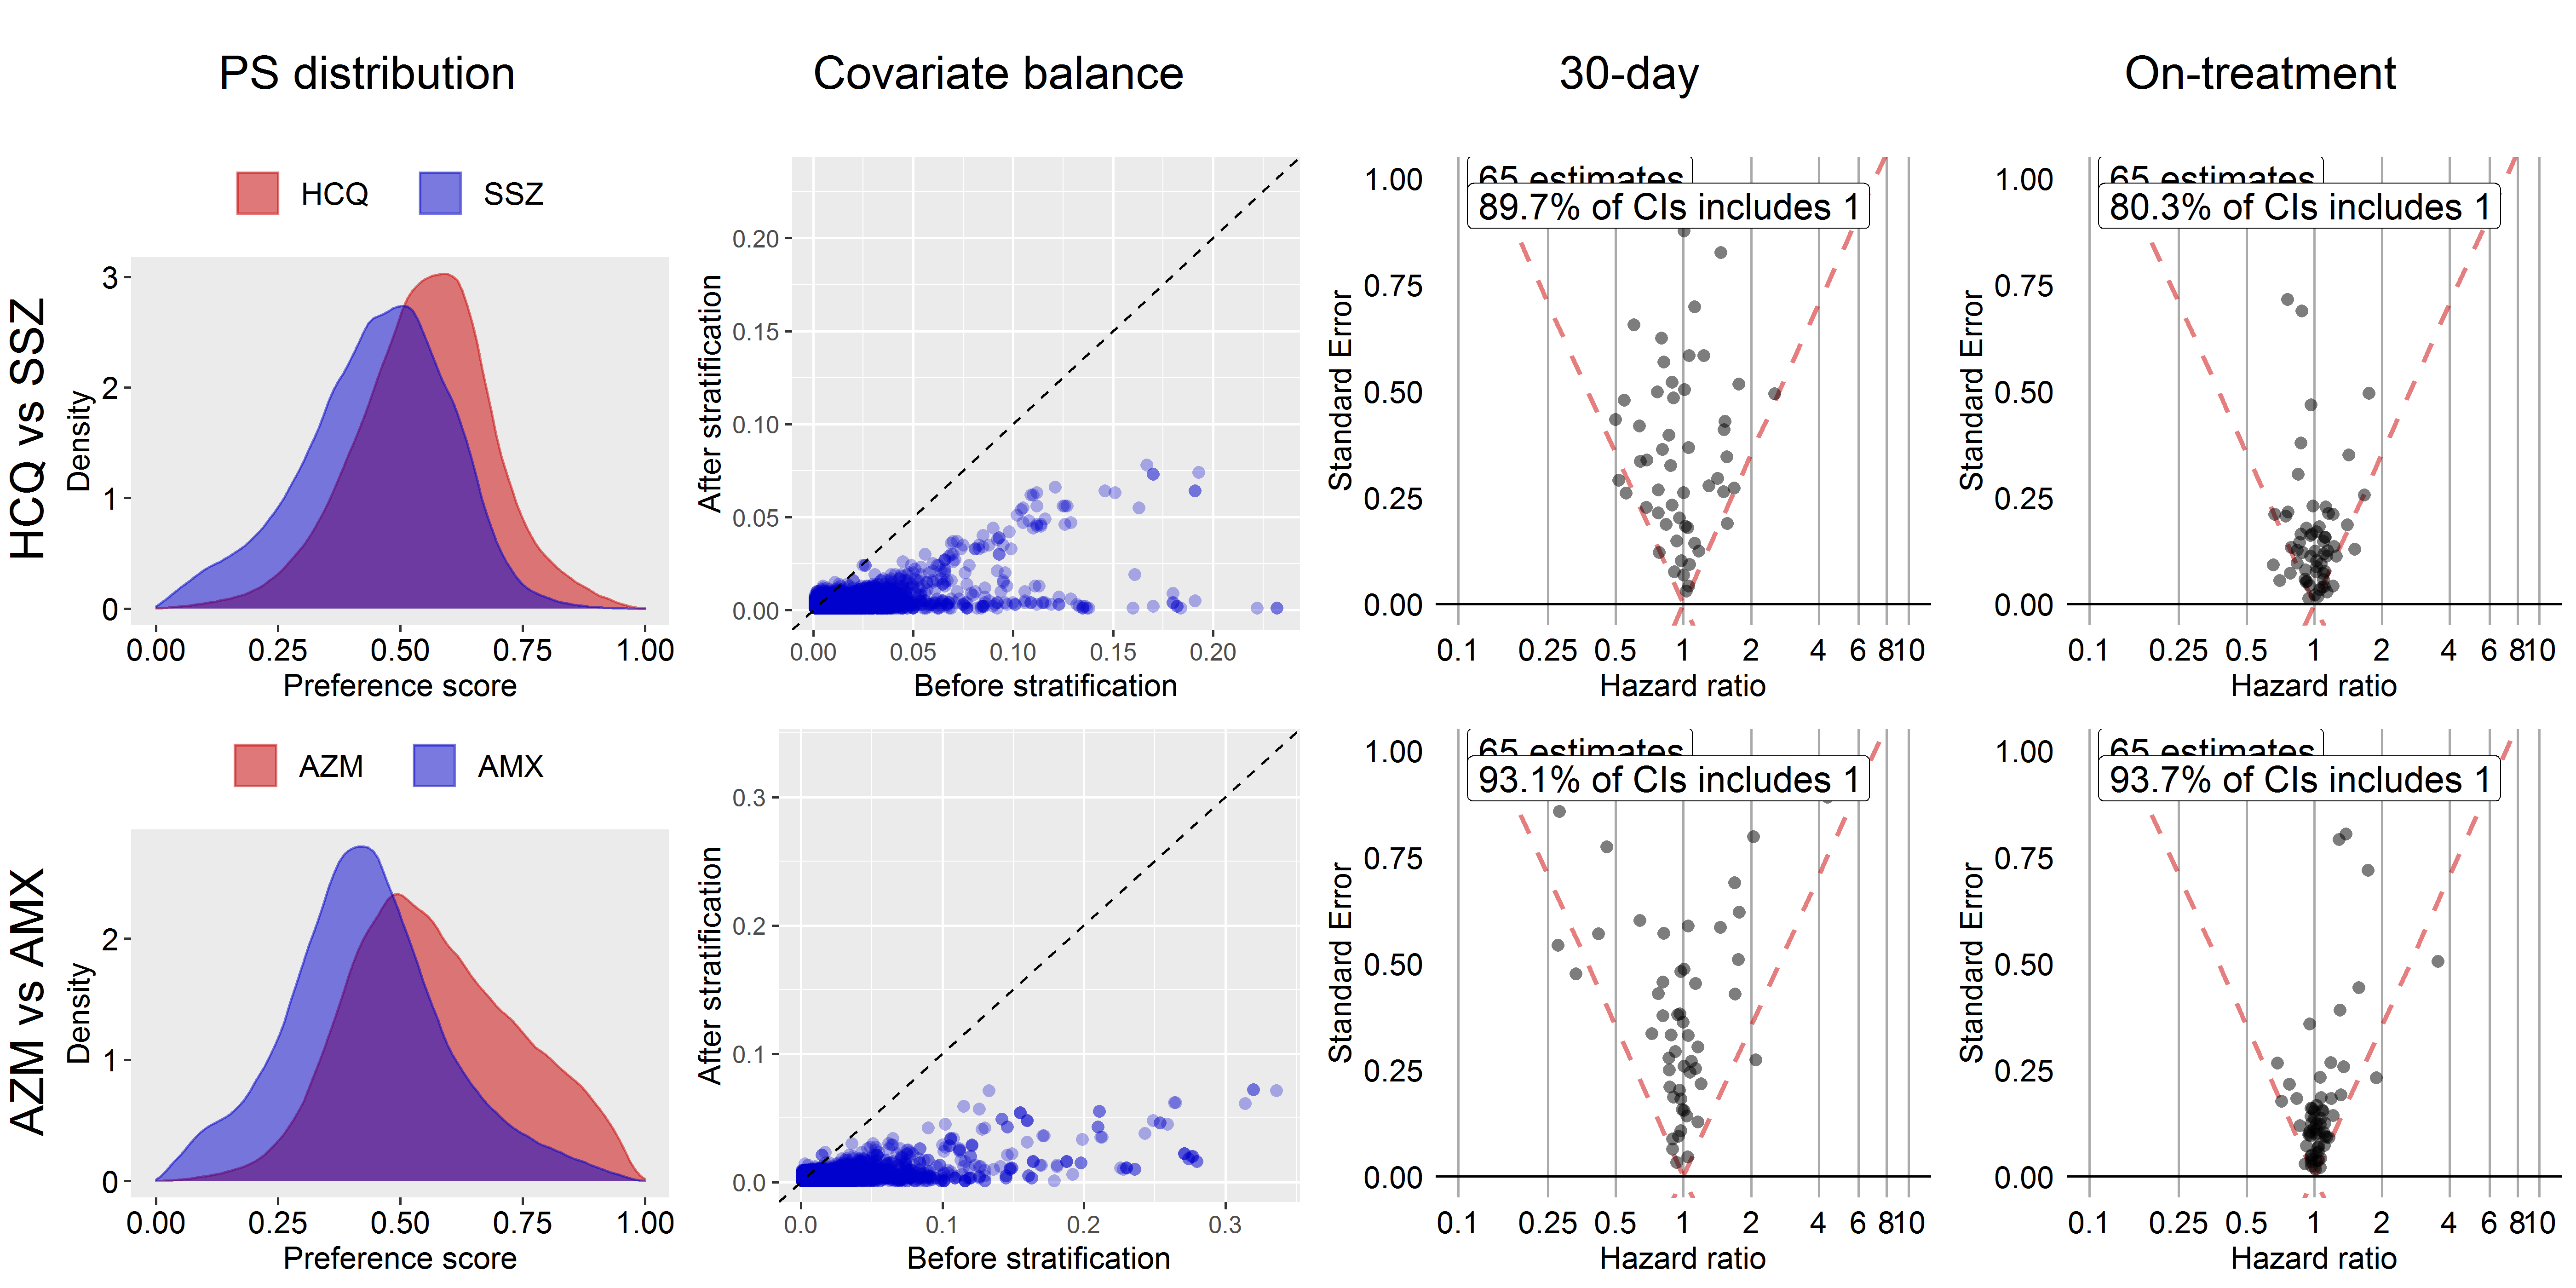 PS distribution
Covariate balance
30-day
On-treatment
HCQ vs SSZ
HCQ SSZ
Density
3
2
1
0
0.00 0.25 0.50 0.75 1.00
Preference score
After stratification
0.20
0.15
0.10
0.05
0.00
0.00 0.05 0.10 0.15 0.20
Before stratification
Standard Error
1.00
0.75
0.50
0.25
0.00
65 estimates
89.7% of CIs includes 1
0.1 0.25 0.5 1 2 4 6 810
Hazard ratio
Standard Error
1.00
0.75
0.50
0.25
0.00
65 estimates
80.3% of CIs includes 1
0.1 0.25 0.5 1 2 4 6 810
Hazard ratio
AZM vs AMX
AZM AMX
Density
2
1
0
0.00 0.25 0.50 0.75 1.00
Preference score
After stratification
0.3
0.2
0.1
0.0
0.0 0.1 0.2 0.3
Before stratification
Standard Error
1.00
0.75
0.50
0.25
0.00
65 estimates
93.1% of CIs includes 1
0.1 0.25 0.5 1 2 4 6 810
Hazard ratio
Standard Error
1.00
0.75
0.50
0.25
0.00
65 estimates
93.7% of CIs includes 1
0.1 0.25 0.5 1 2 4 6 810
Hazard ratio